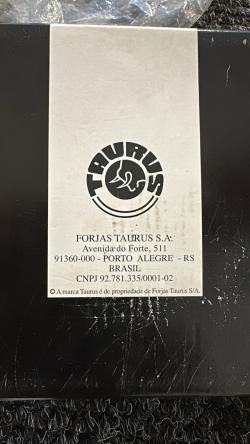 TAURUS
FORJAS TAURUS S.A.
Avenida do Forte, 511
91360-000 - PORTO ALEGRE - RS
BRASIL
CNPJ 92.781.335/0001-02
© A marca Taurus é de propriedade de Forjas Taurus S/A.